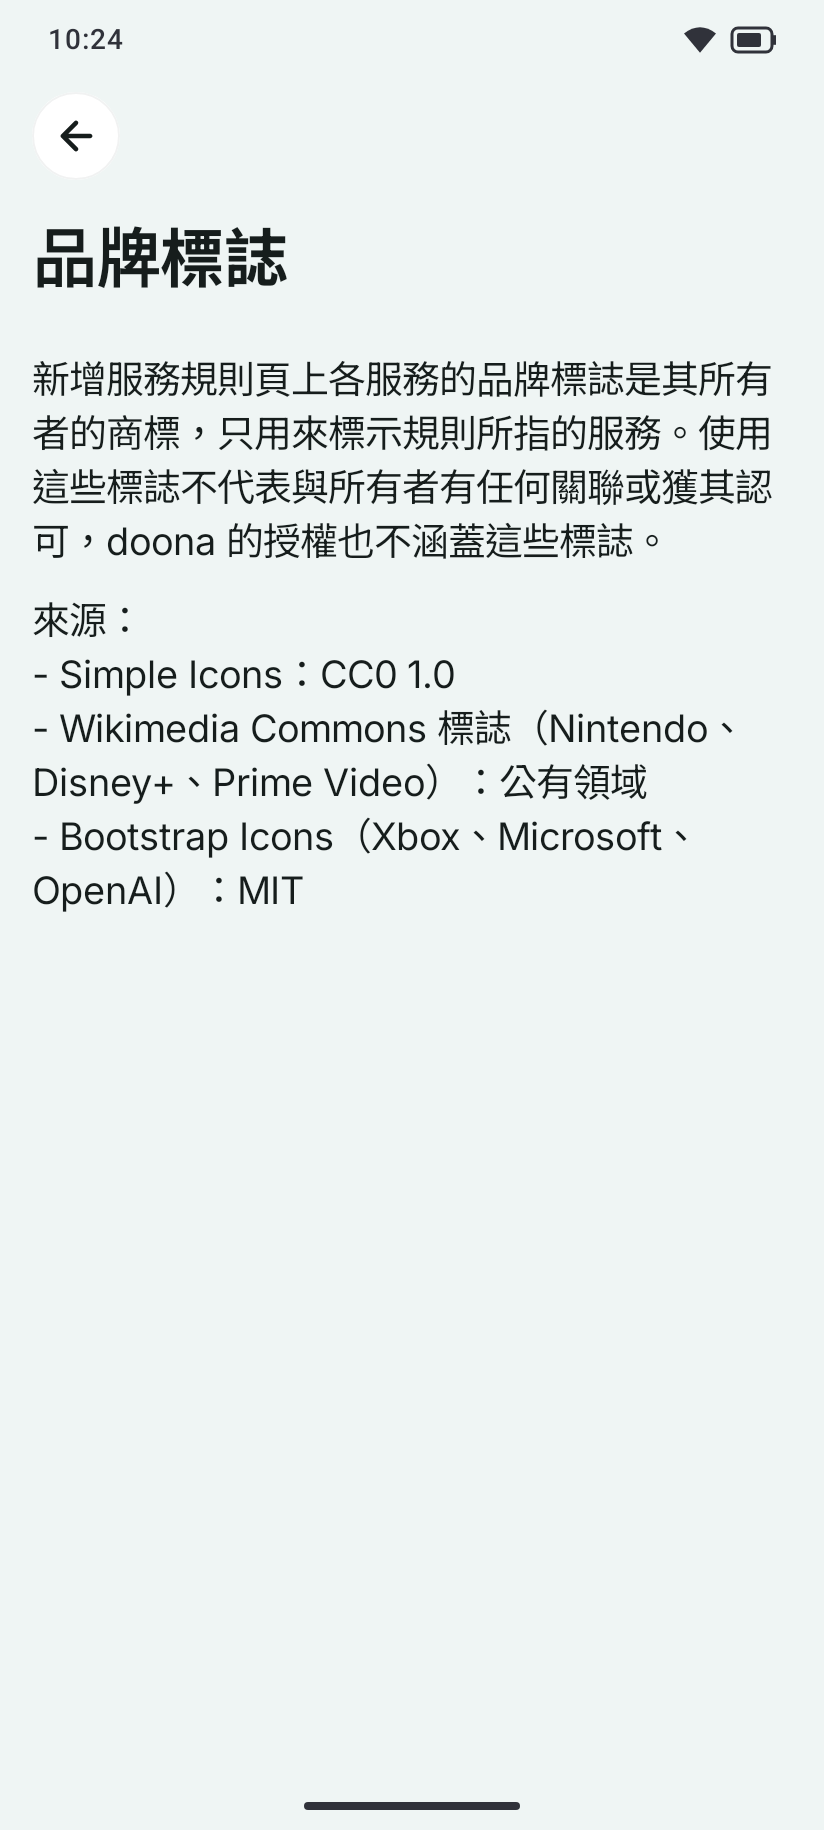 10:24
品牌標誌
新增服務規則頁上各服務的品牌標誌是其所有
者的商標，只用來標示規則所指的服務。使用
這些標誌不代表與所有者有任何關聯或獲其認
可，doona 的授權也不涵蓋這些標誌。
來源：
- Simple Icons：CC0 1.0
- Wikimedia Commons 標誌（Nintendo、
Disney+、Prime Video）：公有領域
- Bootstrap Icons（Xbox、Microsoft、
OpenAI）：MIT